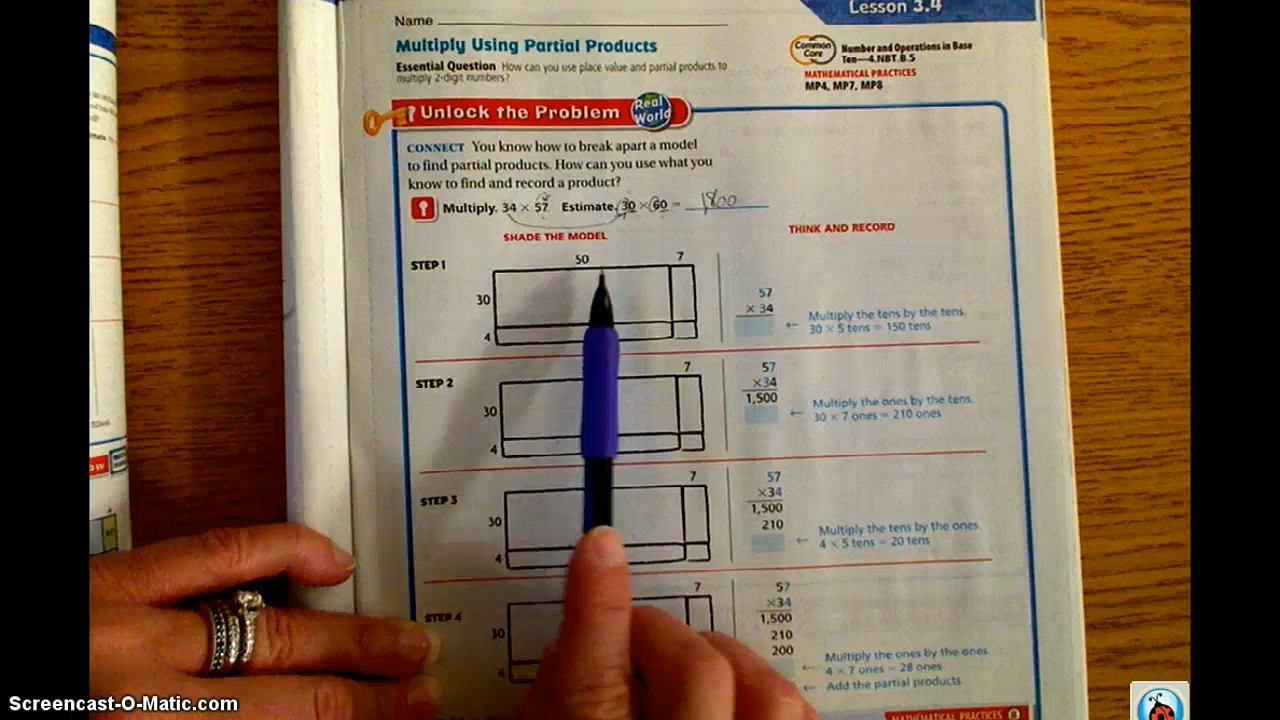 Lesson 3.4
Name
Multiply Using Partial Products
Essential Question How can you use place value and partial products to
multiply 2-digit numbers?
Common
Core
Number and Operations in Base
Ten—4.NBT.B.5
MATHEMATICAL PRACTICES
MP4, MP7, MP8
Unlock the Problem
Real
World
CONNECT You know how to break apart a model
to find partial products. How can you use what you
know to find and record a product?
Multiply. 34 × 57 Estimate. 30 × 60 = 1800
SHADE THE MODEL
THINK AND RECORD
STEP 1
50
7
30
4
57
× 34
← Multiply the tens by the tens.
30 × 5 tens = 150 tens
STEP 2
7
30
4
57
×34
1,500
← Multiply the ones by the tens.
30 × 7 ones = 210 ones
STEP 3
7
30
4
57
×34
1,500
210
← Multiply the tens by the ones.
4 × 5 tens = 20 tens
STEP 4
7
30
4
57
×34
1,500
210
200
← Multiply the ones by the ones.
4 × 7 ones = 28 ones
← Add the partial products.
MATHEMATICAL PRACTICES 8
Screencast-O-Matic.com